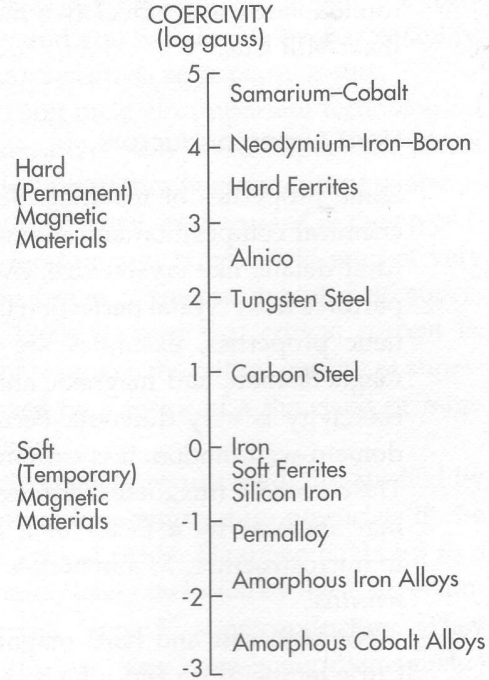 COERCIVITY
(log gauss)
5
Samarium–Cobalt
4
Neodymium–Iron–Boron
Hard
(Permanent)
Magnetic
Materials
Hard Ferrites
3
Alnico
2
Tungsten Steel
1
Carbon Steel
0
Iron
Soft
(Temporary)
Magnetic
Materials
Soft Ferrites
Silicon Iron
-1
Permalloy
Amorphous Iron Alloys
-2
Amorphous Cobalt Alloys
-3